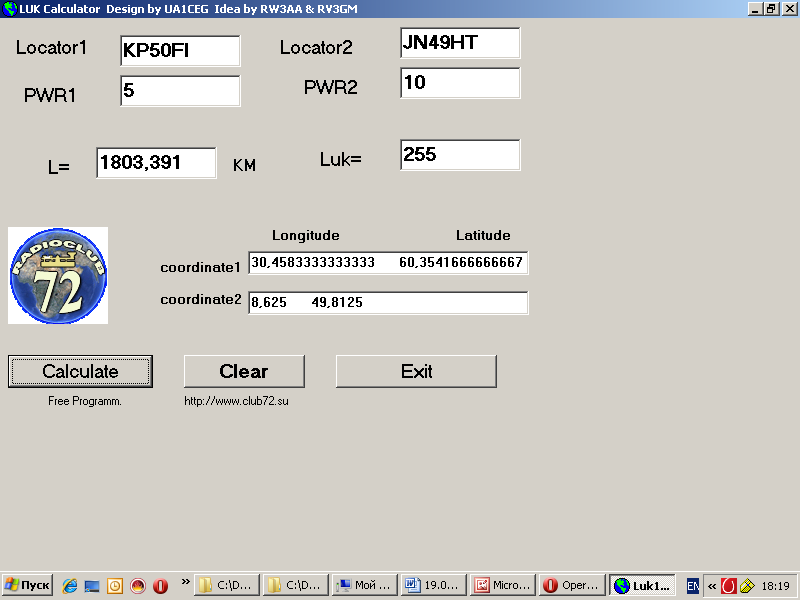 LUK Calculator Design by UA1CEG Idea by RW3AA & RV3GM
Locator1 KP50FI Locator2 JN49HT
PWR1 5 PWR2 10
L= 1803,391 KM Luk= 255
Longitude Latitude
RADIOCLUB
72
coordinate1 30,4583333333333 60,3541666666667
coordinate2 8,625 49,8125
Calculate Clear Exit
Free Programm. http://www.club72.su
Пуск » C:\D... C:\D... Мой ... 19.0... Micro... Oper... Luk1... EN « 18:19